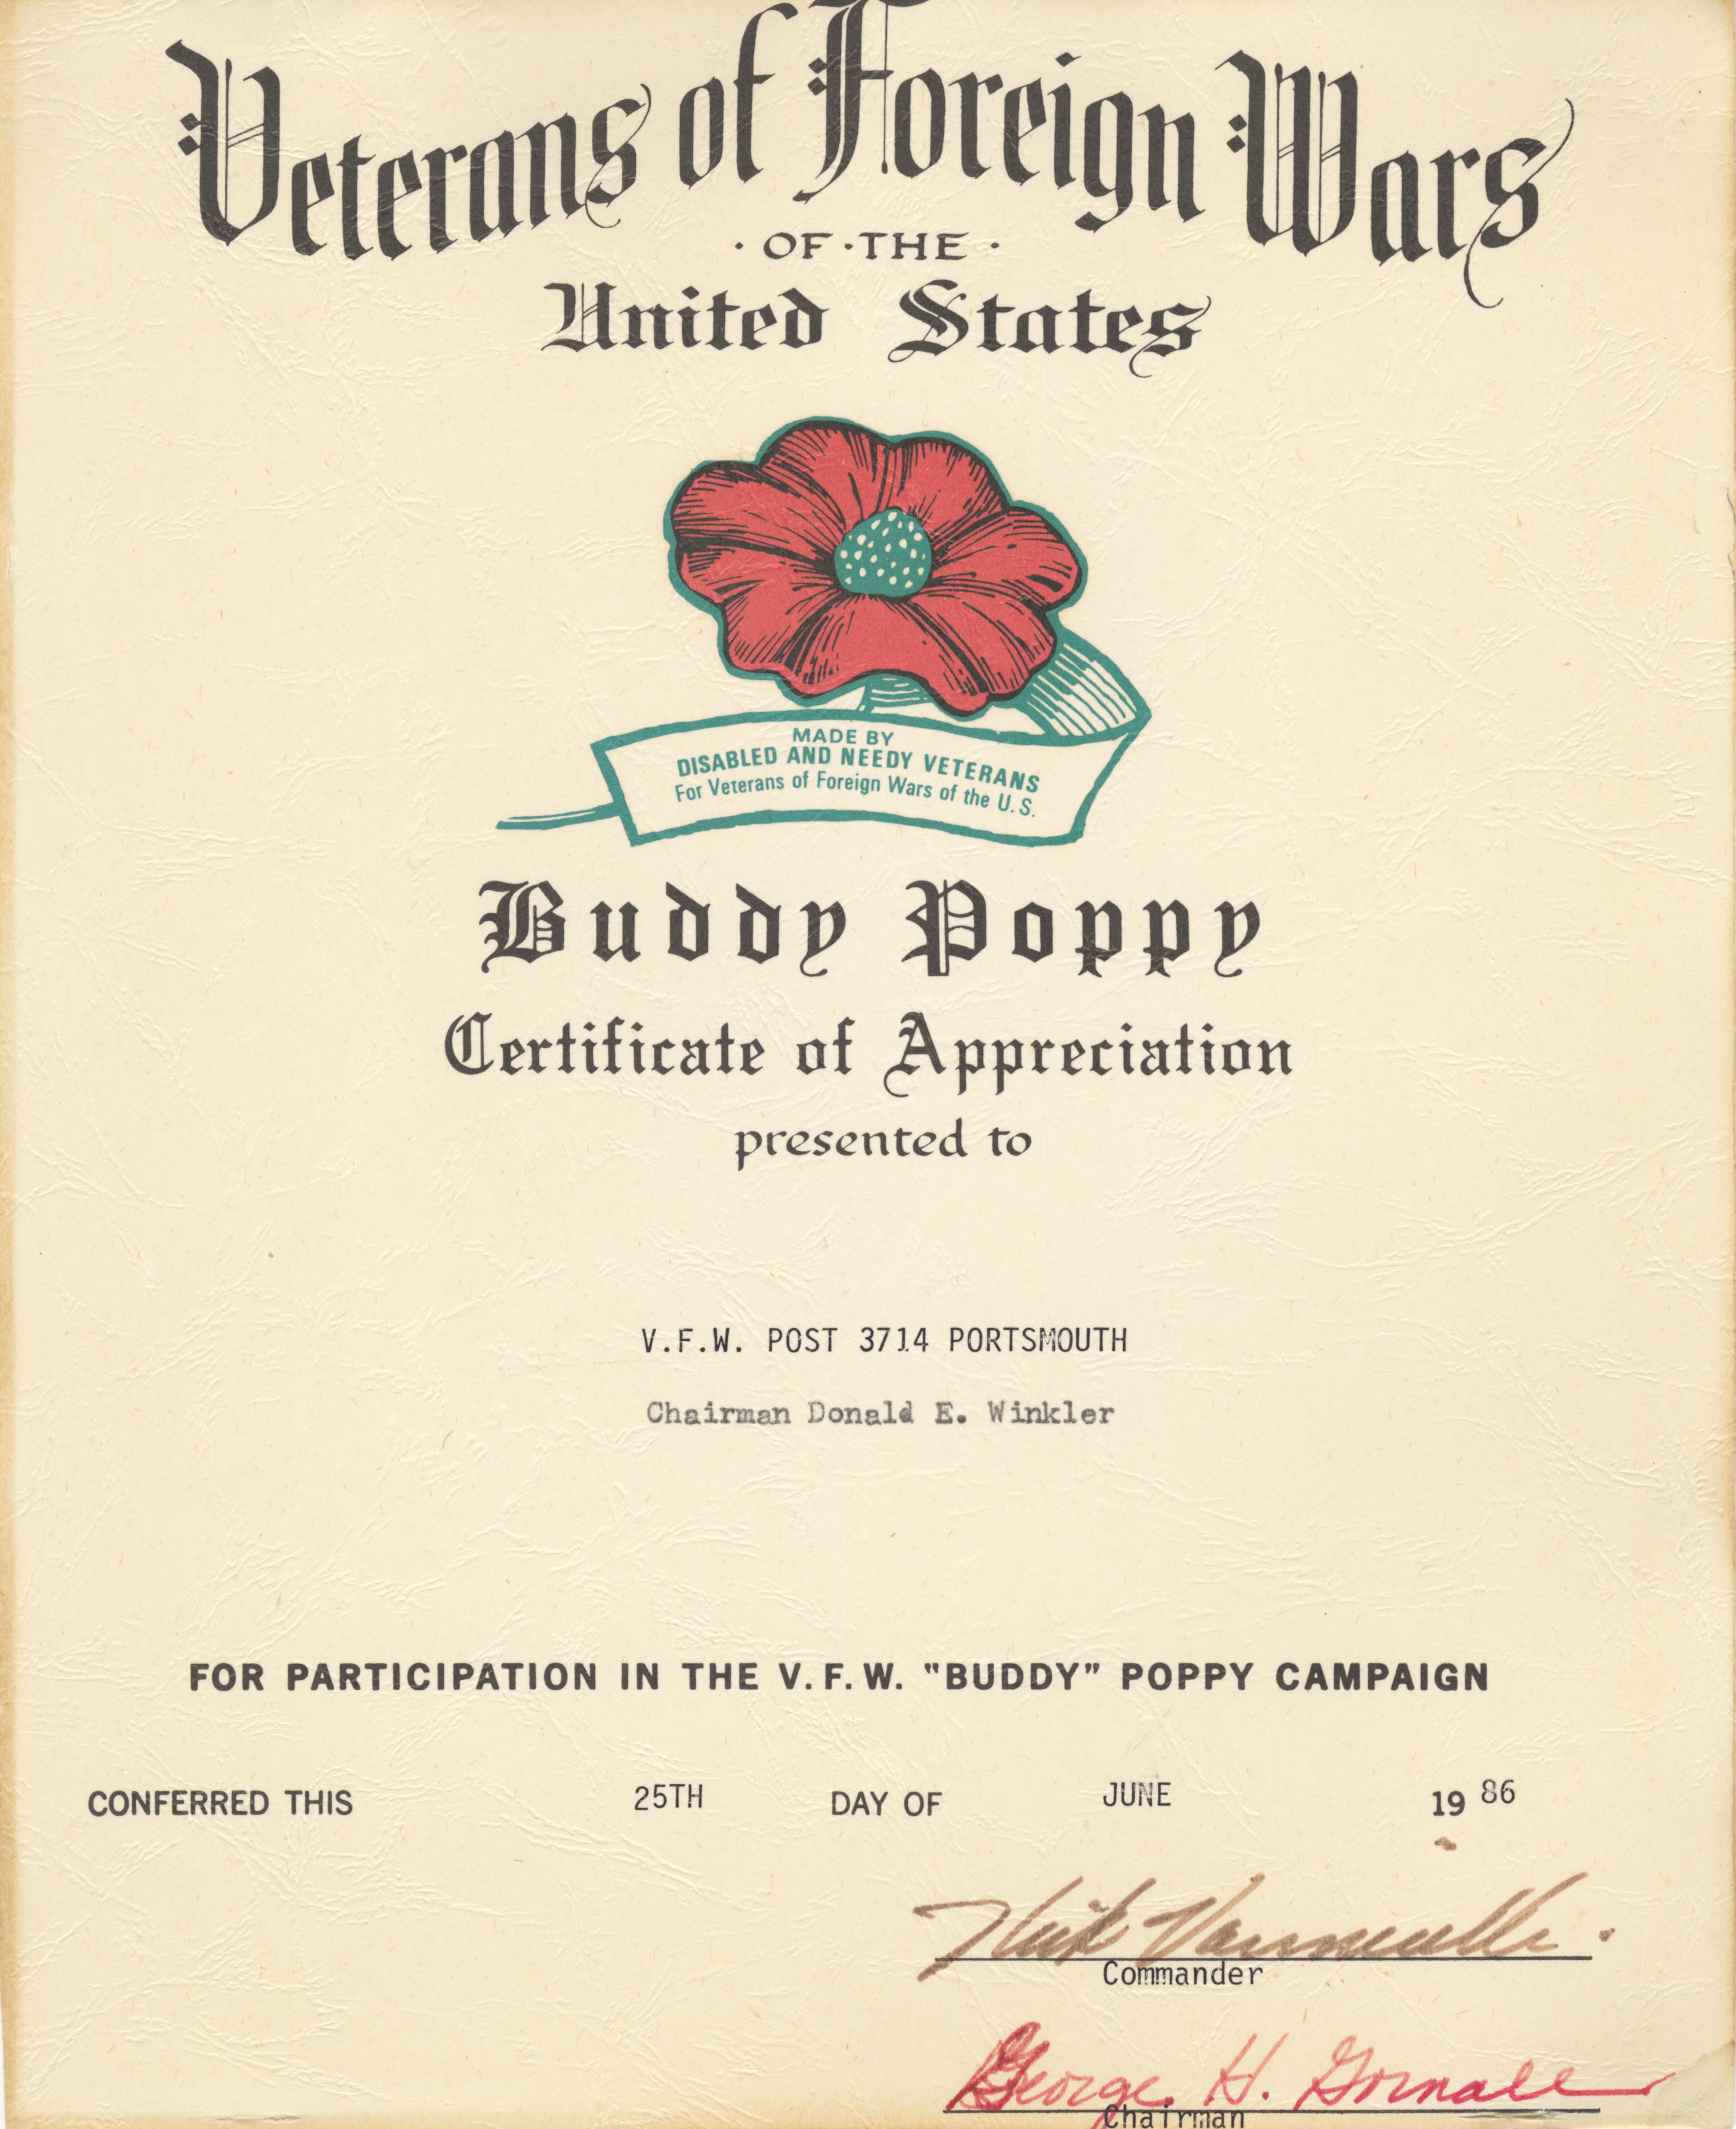 Veterans of Foreign Wars
· OF · THE ·
United States
MADE BY
DISABLED AND NEEDY VETERANS
For Veterans of Foreign Wars of the U. S.
Buddy Poppy
Certificate of Appreciation
presented to
V.F.W. POST 3714 PORTSMOUTH
Chairman Donald E. Winkler
FOR PARTICIPATION IN THE V. F. W. "BUDDY" POPPY CAMPAIGN
CONFERRED THIS 25TH DAY OF JUNE 19 86
Commander
George H. Gornall
Chairman